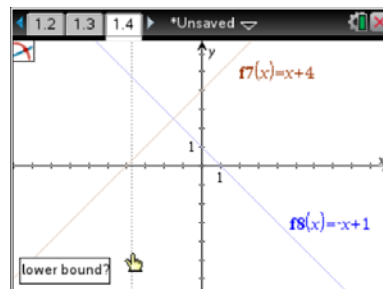 1.2 1.3 1.4 *Unsaved
y
f7(x)=x+4
1
x
1
f8(x)=-x+1
lower bound?